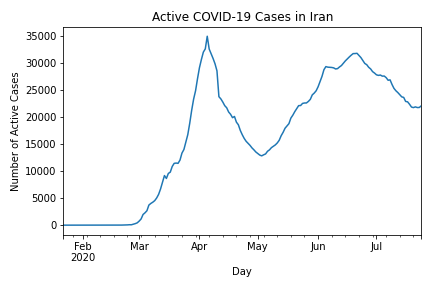 Active COVID-19 Cases in Iran
Number of Active Cases
35000
30000
25000
20000
15000
10000
5000
0
Feb Mar Apr May Jun Jul
2020
Day